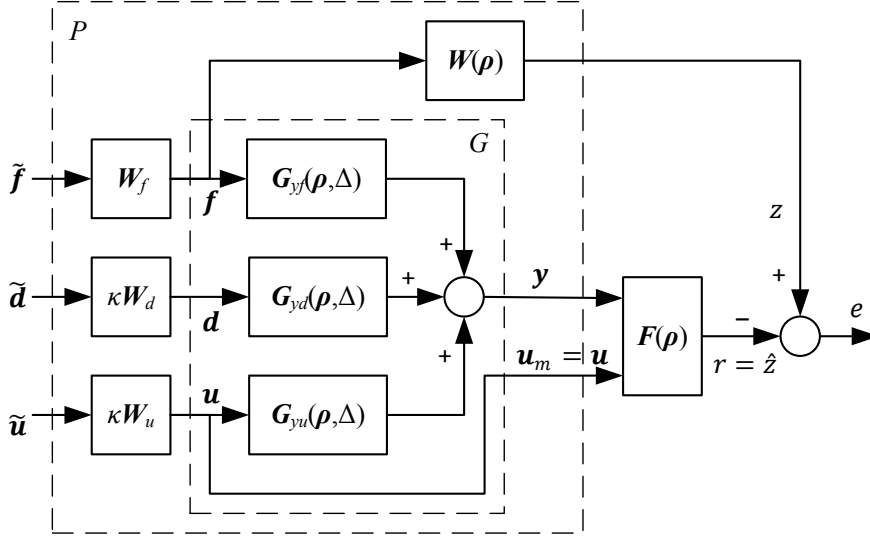 P
W(ρ)
G
f̃
W_f
f
G_yf(ρ,Δ)
z
+
+
d̃
κW_d
d
G_yd(ρ,Δ)
+
y
F(ρ)
−
e
r = ẑ
+
u_m = u
ũ
κW_u
u
G_yu(ρ,Δ)